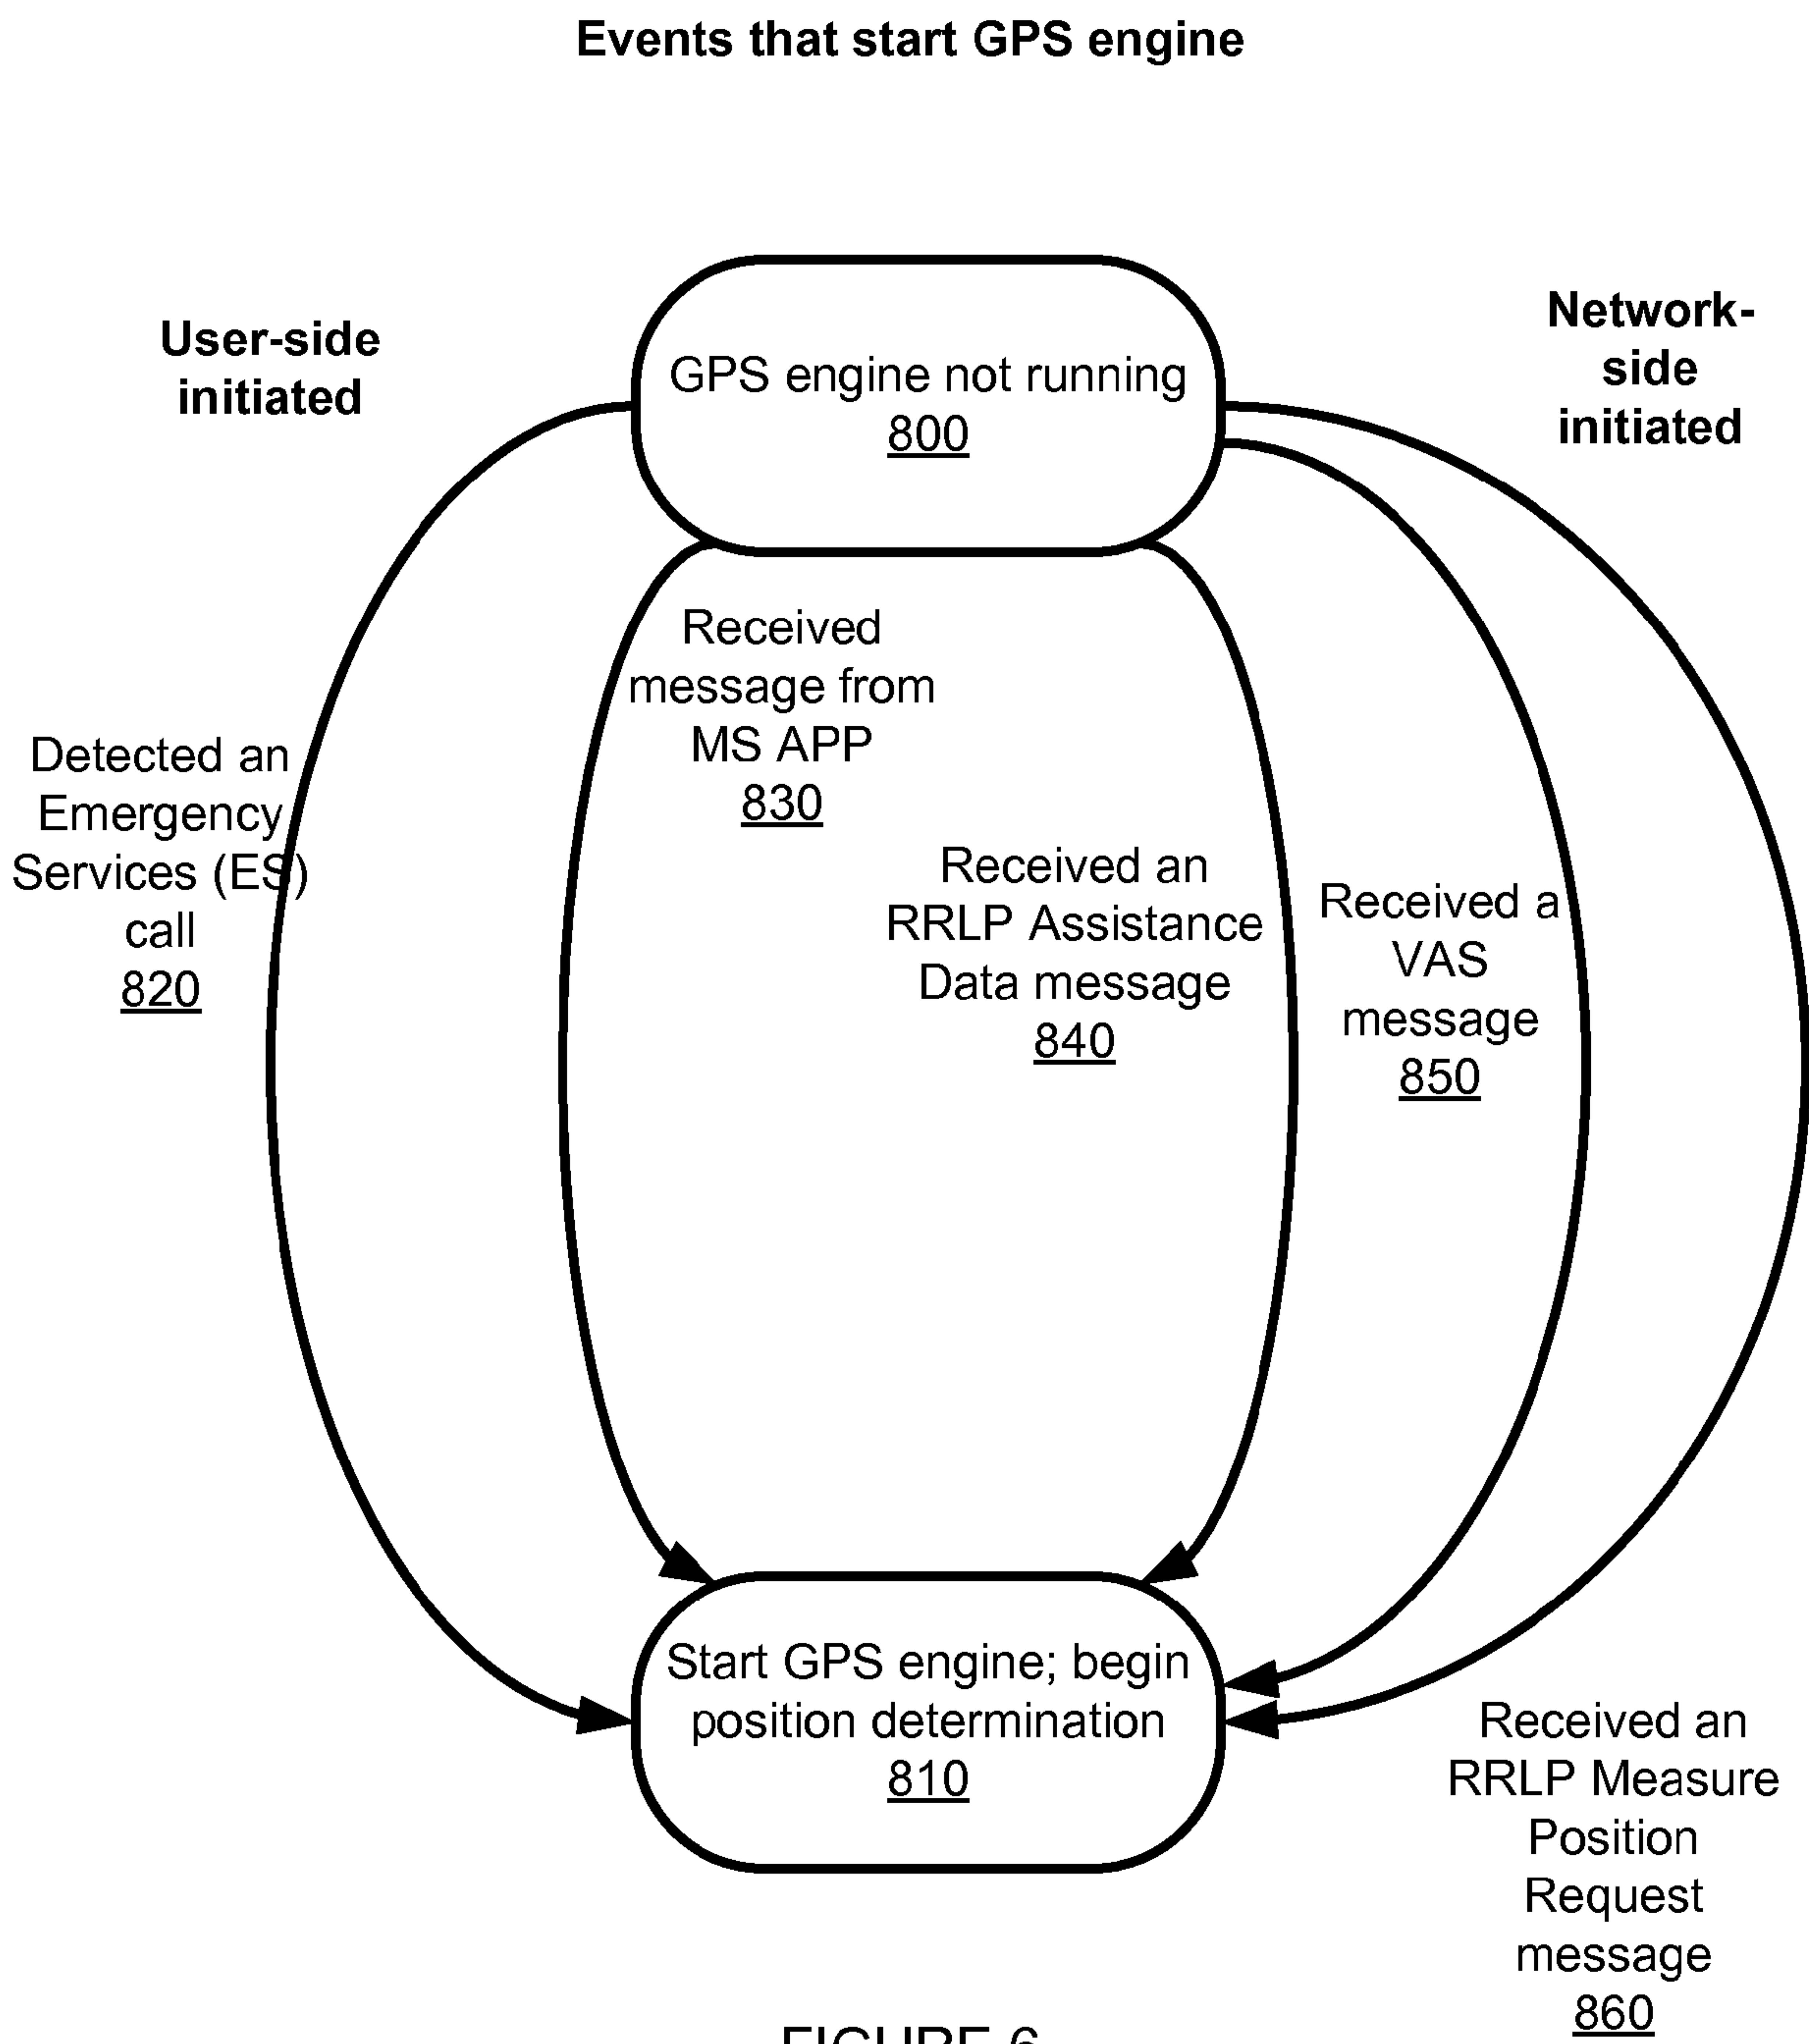 Events that start GPS engine
User-side
initiated
Network-
side
initiated
GPS engine not running
800
Received
message from
MS APP
830
Detected an
Emergency
Services (ES)
call
820
Received an
RRLP Assistance
Data message
840
Received a
VAS
message
850
Start GPS engine; begin
position determination
810
Received an
RRLP Measure
Position
Request
message
860
FIGURE 6